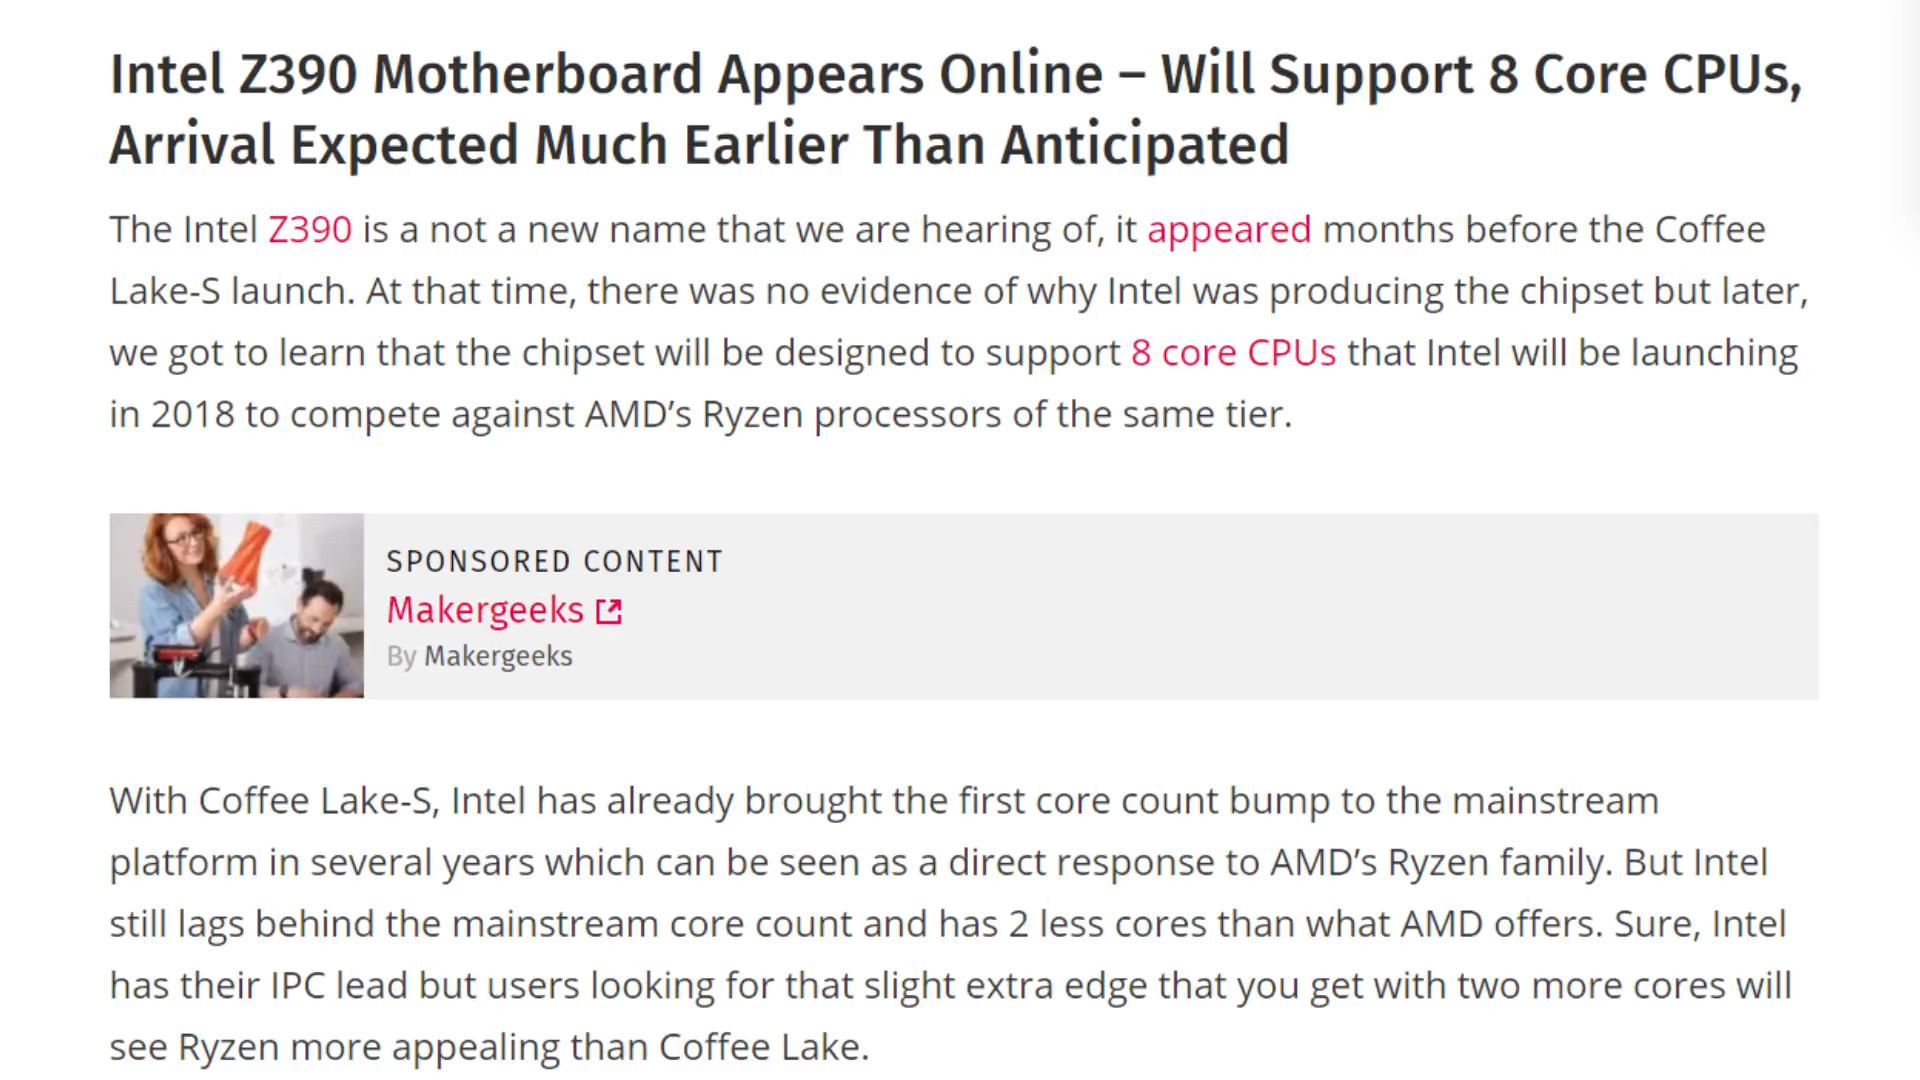 Intel Z390 Motherboard Appears Online – Will Support 8 Core CPUs,
Arrival Expected Much Earlier Than Anticipated
The Intel Z390 is a not a new name that we are hearing of, it appeared months before the Coffee
Lake-S launch. At that time, there was no evidence of why Intel was producing the chipset but later,
we got to learn that the chipset will be designed to support 8 core CPUs that Intel will be launching
in 2018 to compete against AMD’s Ryzen processors of the same tier.
SPONSORED CONTENT
Makergeeks
By Makergeeks
With Coffee Lake-S, Intel has already brought the first core count bump to the mainstream
platform in several years which can be seen as a direct response to AMD’s Ryzen family. But Intel
still lags behind the mainstream core count and has 2 less cores than what AMD offers. Sure, Intel
has their IPC lead but users looking for that slight extra edge that you get with two more cores will
see Ryzen more appealing than Coffee Lake.